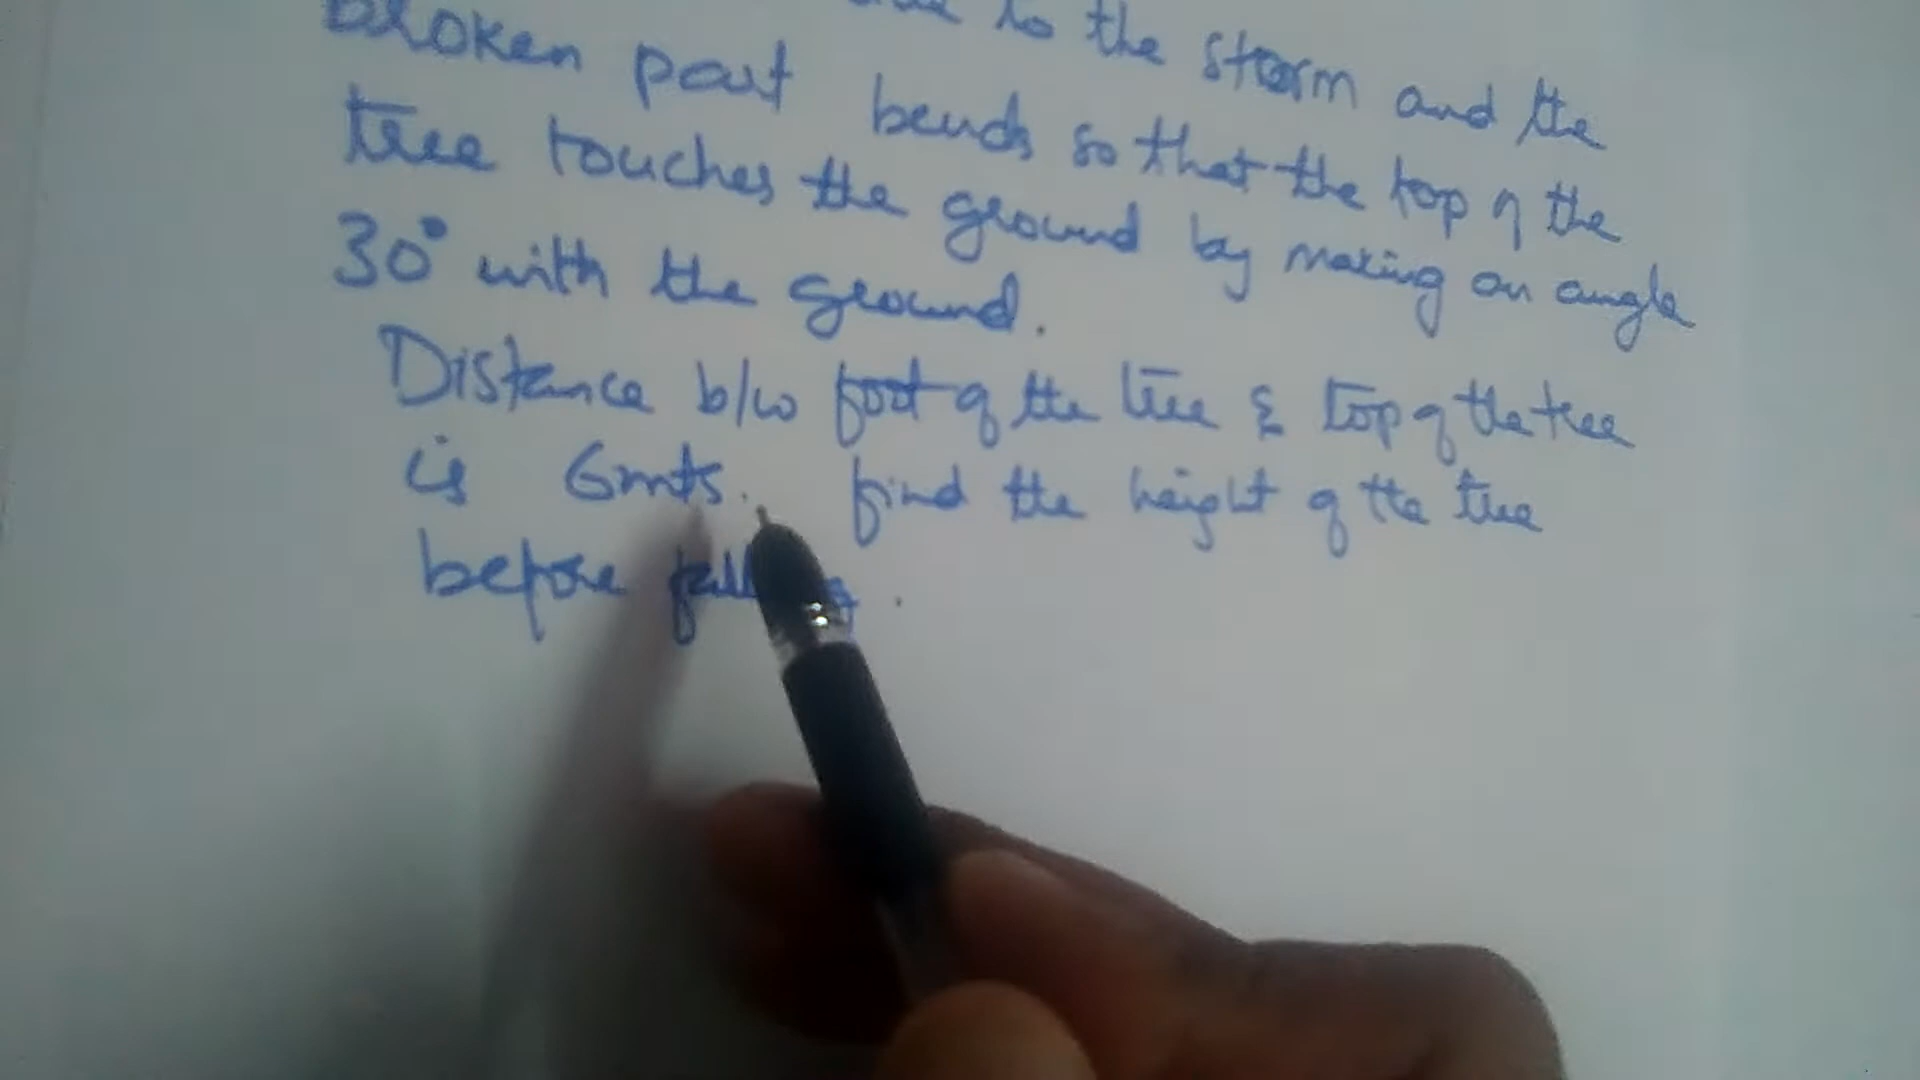 to the storm and the
broken part bends so that the top of the
tree touches the ground by making an angle
30° with the ground.
Distance b/w foot of the tree & top of the tree
is 6mts. find the height of the tree
before